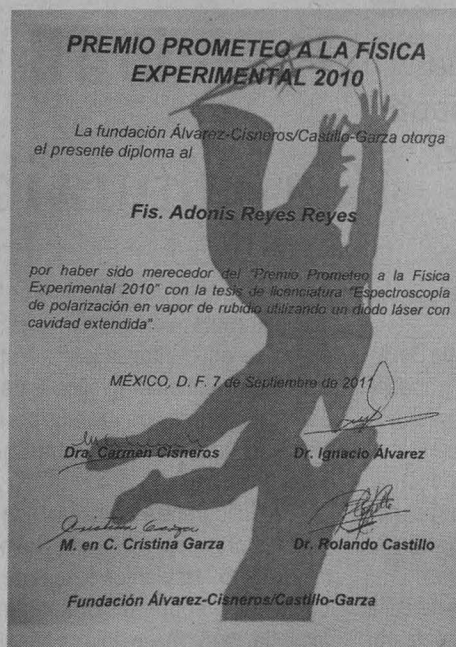 PREMIO PROMETEO A LA FÍSICA
EXPERIMENTAL 2010
La fundación Álvarez-Cisneros/Castillo-Garza otorga
el presente diploma al
Fis. Adonis Reyes Reyes
por haber sido merecedor del "Premio Prometeo a la Física
Experimental 2010" con la tesis de licenciatura "Espectroscopía
de polarización en vapor de rubidio utilizando un diodo láser con
cavidad extendida".
MÉXICO, D. F. 7 de Septiembre de 2011
Dra. Carmen Cisneros Dr. Ignacio Álvarez
Cristina Garza
M. en C. Cristina Garza Dr. Rolando Castillo
Fundación Álvarez-Cisneros/Castillo-Garza